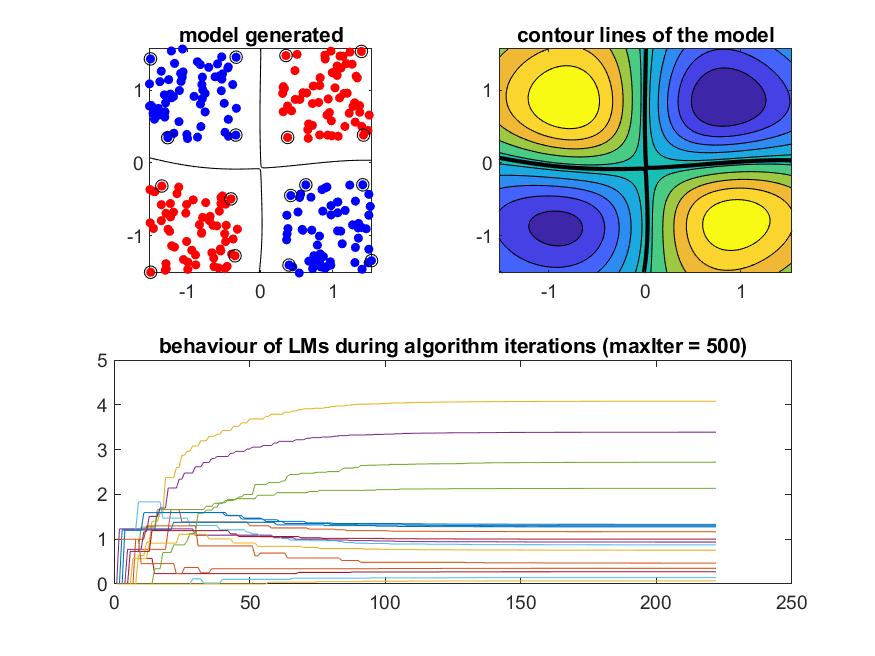 model generated
contour lines of the model
1
0
-1
-1 0 1
1
0
-1
-1 0 1
behaviour of LMs during algorithm iterations (maxIter = 500)
5
4
3
2
1
0
0 50 100 150 200 250